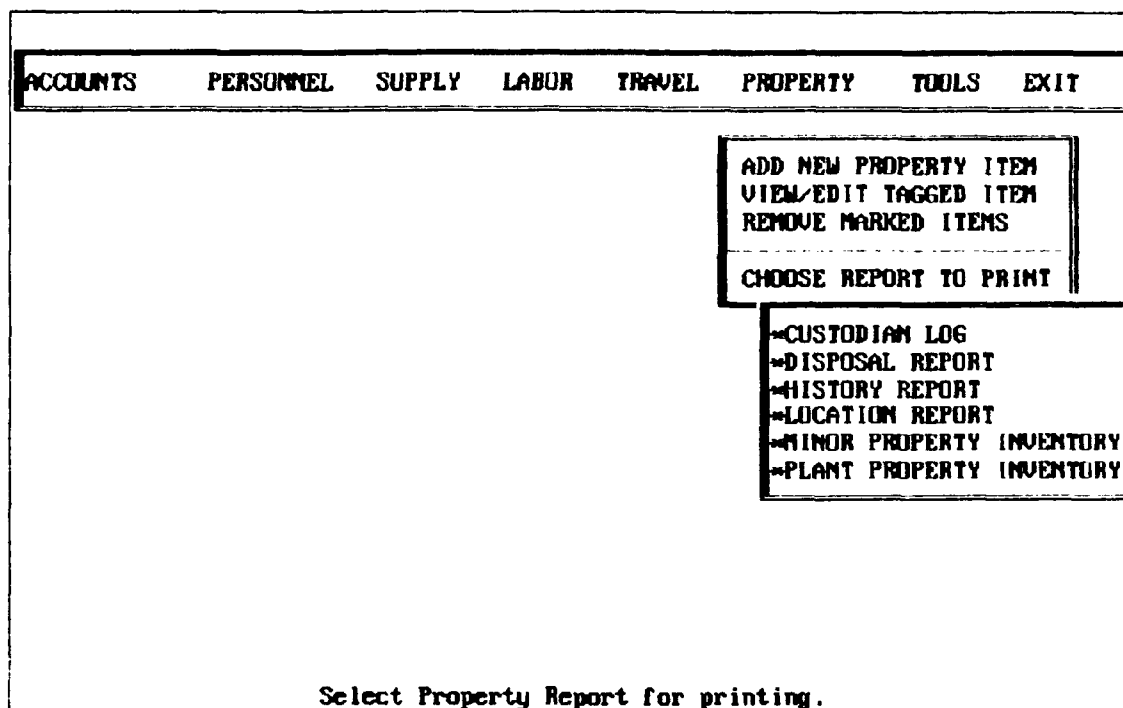 ACCOUNTS PERSONNEL SUPPLY LABOR TRAVEL PROPERTY TOOLS EXIT
ADD NEW PROPERTY ITEM
VIEW/EDIT TAGGED ITEM
REMOVE MARKED ITEMS
CHOOSE REPORT TO PRINT
*CUSTODIAN LOG
*DISPOSAL REPORT
*HISTORY REPORT
*LOCATION REPORT
*MINOR PROPERTY INVENTORY
*PLANT PROPERTY INVENTORY
Select Property Report for printing.